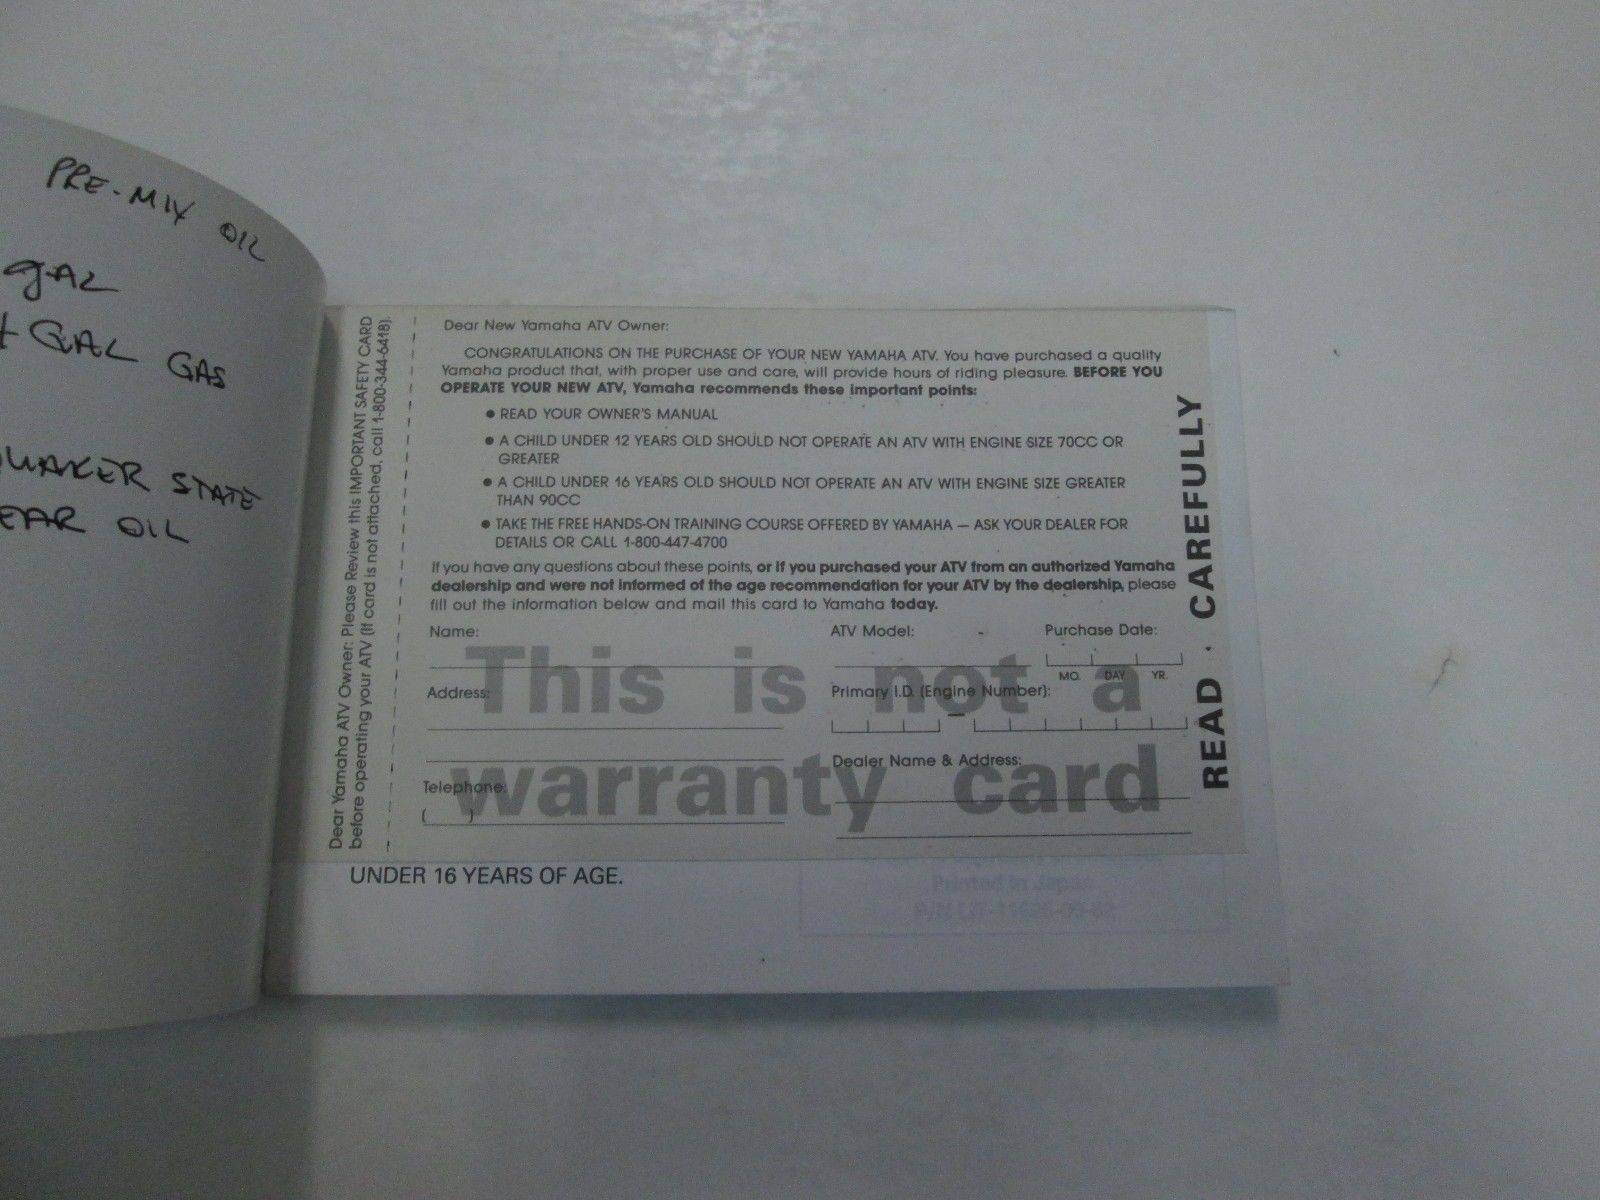 PRE-MIX OIL
gAL
GAL GAS
QUAKER STATE
OIL
Dear Yamaha ATV Owner: Please Review this IMPORTANT SAFETY CARD
before operating your ATV (If card is not attached, call 1-800-344-6418).
Dear New Yamaha ATV Owner:
CONGRATULATIONS ON THE PURCHASE OF YOUR NEW YAMAHA ATV. You have purchased a quality
Yamaha product that, with proper use and care, will provide hours of riding pleasure. BEFORE YOU
OPERATE YOUR NEW ATV, Yamaha recommends these important points:
● READ YOUR OWNER'S MANUAL
● A CHILD UNDER 12 YEARS OLD SHOULD NOT OPERATE AN ATV WITH ENGINE SIZE 70CC OR
GREATER
● A CHILD UNDER 16 YEARS OLD SHOULD NOT OPERATE AN ATV WITH ENGINE SIZE GREATER
THAN 90CC
● TAKE THE FREE HANDS-ON TRAINING COURSE OFFERED BY YAMAHA — ASK YOUR DEALER FOR
DETAILS OR CALL 1-800-447-4700
If you have any questions about these points, or if you purchased your ATV from an authorized Yamaha
dealership and were not informed of the age recommendation for your ATV by the dealership, please
fill out the information below and mail this card to Yamaha today.
Name: ATV Model: Purchase Date:
MO. DAY YR.
This is not a
Address: Primary I.D. (Engine Number):
–
Dealer Name & Address:
warranty card
Telephone:
( )
READ · CAREFULLY
UNDER 16 YEARS OF AGE.
Printed in Japan